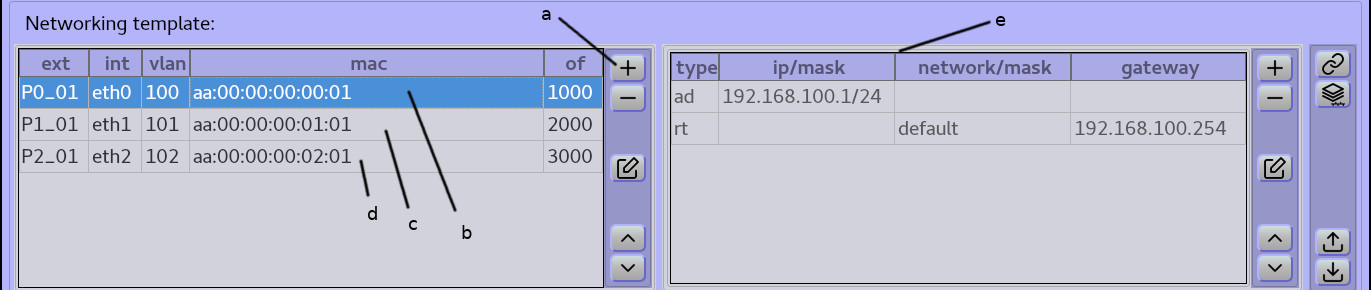 Networking template:
a
e
ext int vlan mac of
P0_01 eth0 100 aa:00:00:00:00:01 1000
P1_01 eth1 101 aa:00:00:00:01:01 2000
P2_01 eth2 102 aa:00:00:00:02:01 3000
d
c
b
type ip/mask network/mask gateway
ad 192.168.100.1/24
rt default 192.168.100.254